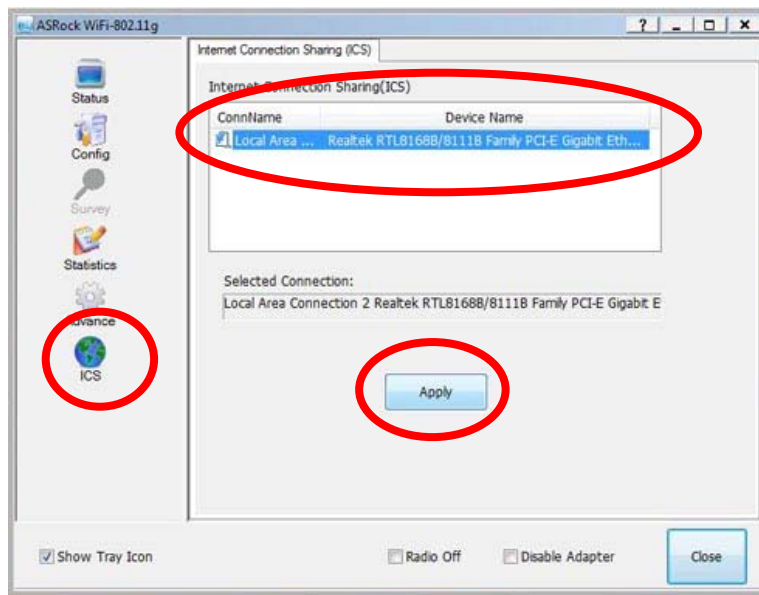 ASRock WiFi-802.11g
Status
Config
Survey
Statistics
Advance
ICS
Internet Connection Sharing (ICS)
Internet Connection Sharing(ICS)
ConnName Device Name
Local Area ... Realtek RTL8168B/8111B Family PCI-E Gigabit Eth...
Selected Connection:
Local Area Connection 2 Realtek RTL8168B/8111B Family PCI-E Gigabit E
Apply
Show Tray Icon Radio Off Disable Adapter Close